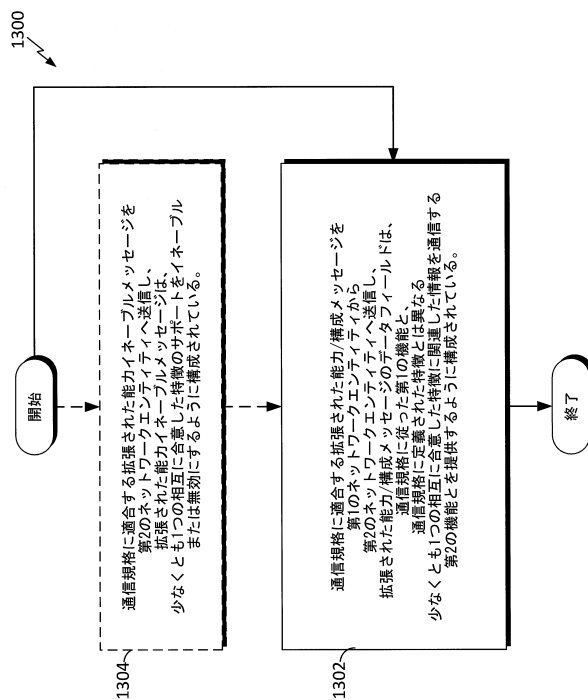 1300
開始
通信規格に適合する拡張された能力イネーブルメッセージを
第2のネットワークエンティティへ送信し、
拡張された能力イネーブルメッセージは、
少なくとも1つの相互に合意した特徴のサポートをイネーブル
または無効にするように構成されている。
1304
通信規格に適合する拡張された能力/構成メッセージを
第1のネットワークエンティティから
第2のネットワークエンティティへ送信し、
拡張された能力/構成メッセージのデータフィールドは、
通信規格に従った第1の機能と、
通信規格に定義された特徴とは異なる
少なくとも1つの相互に合意した特徴に関連した情報を通信する
第2の機能とを提供するように構成されている。
1302
終了